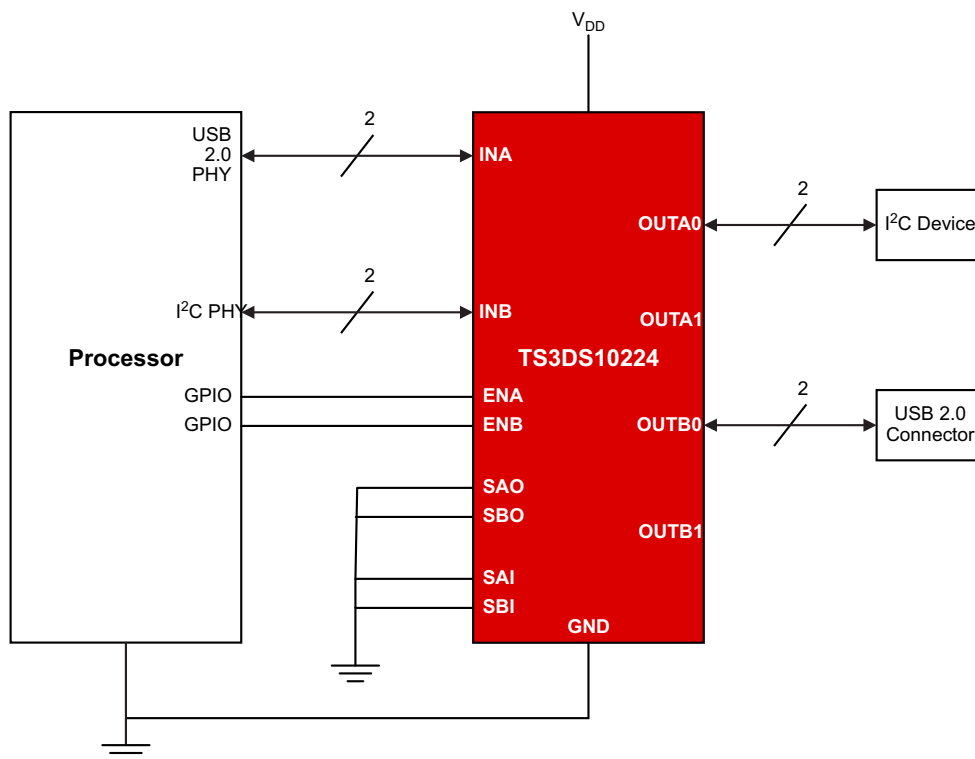 VDD
USB
2.0
PHY
2
INA
OUTA0
2
I²C Device
I²C PHY
2
INB
OUTA1
Processor
TS3DS10224
GPIO
ENA
GPIO
ENB
OUTB0
2
USB 2.0
Connector
SAO
SBO
OUTB1
SAI
SBI
GND